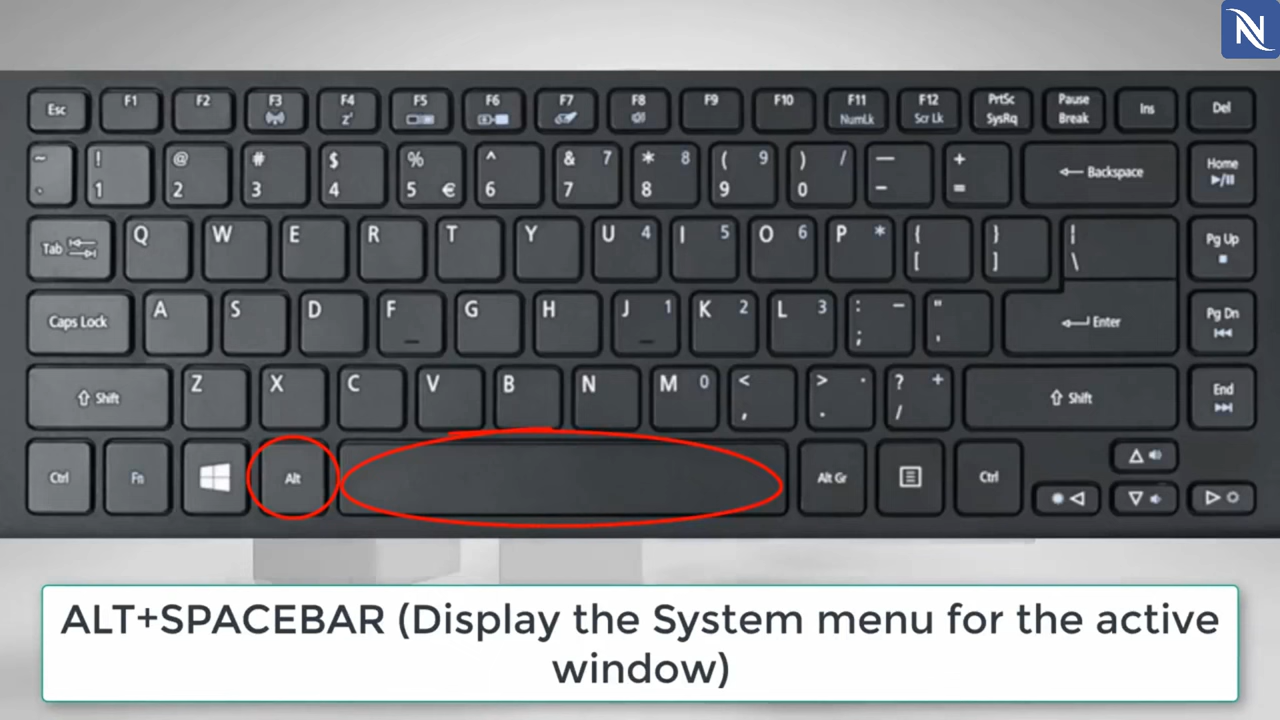 N
Esc F1 F2 F3 F4 F5 F6 F7 F8 F9 F10 F11 NumLk F12 Scr Lk PrtSc SysRq Pause Break Ins Del
~ ! 1 @ 2 # 3 $ 4 % 5 € ^ 6 & 7 7 * 8 8 ( 9 9 ) / 0 — - + = Backspace Home
Tab Q W E R T Y U 4 I 5 O 6 P * { [ } ] | \ Pg Up
Caps Lock A S D F G H J 1 K 2 L 3 : - ; " ' Enter Pg Dn
Shift Z X C V B N M 0 < , > . . ? + / Shift End
Ctrl Fn Alt Alt Gr Ctrl
ALT+SPACEBAR (Display the System menu for the active
window)